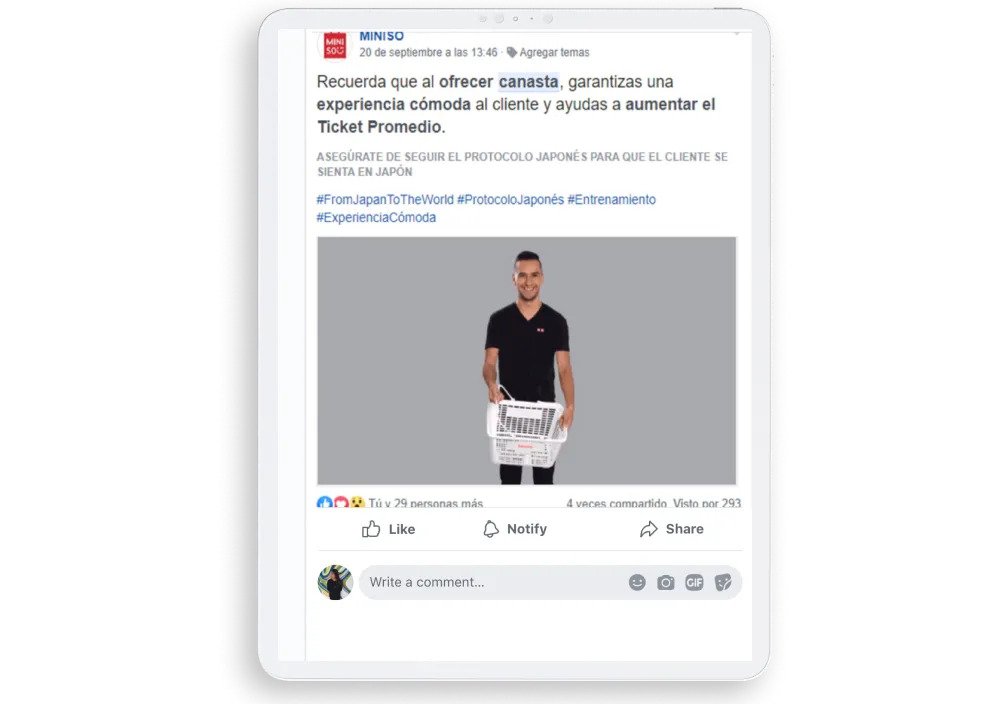 MINI
SO
MINISO
20 de septiembre a las 13:46 · Agregar temas
Recuerda que al ofrecer canasta, garantizas una
experiencia cómoda al cliente y ayudas a aumentar el
Ticket Promedio.
ASEGÚRATE DE SEGUIR EL PROTOCOLO JAPONÉS PARA QUE EL CLIENTE SE
SIENTA EN JAPÓN
#FromJapanToTheWorld #ProtocoloJaponés #Entrenamiento
#ExperienciaCómoda
Tú y 29 personas más 4 veces compartido Visto por 293
Like Notify Share
Write a comment... GIF